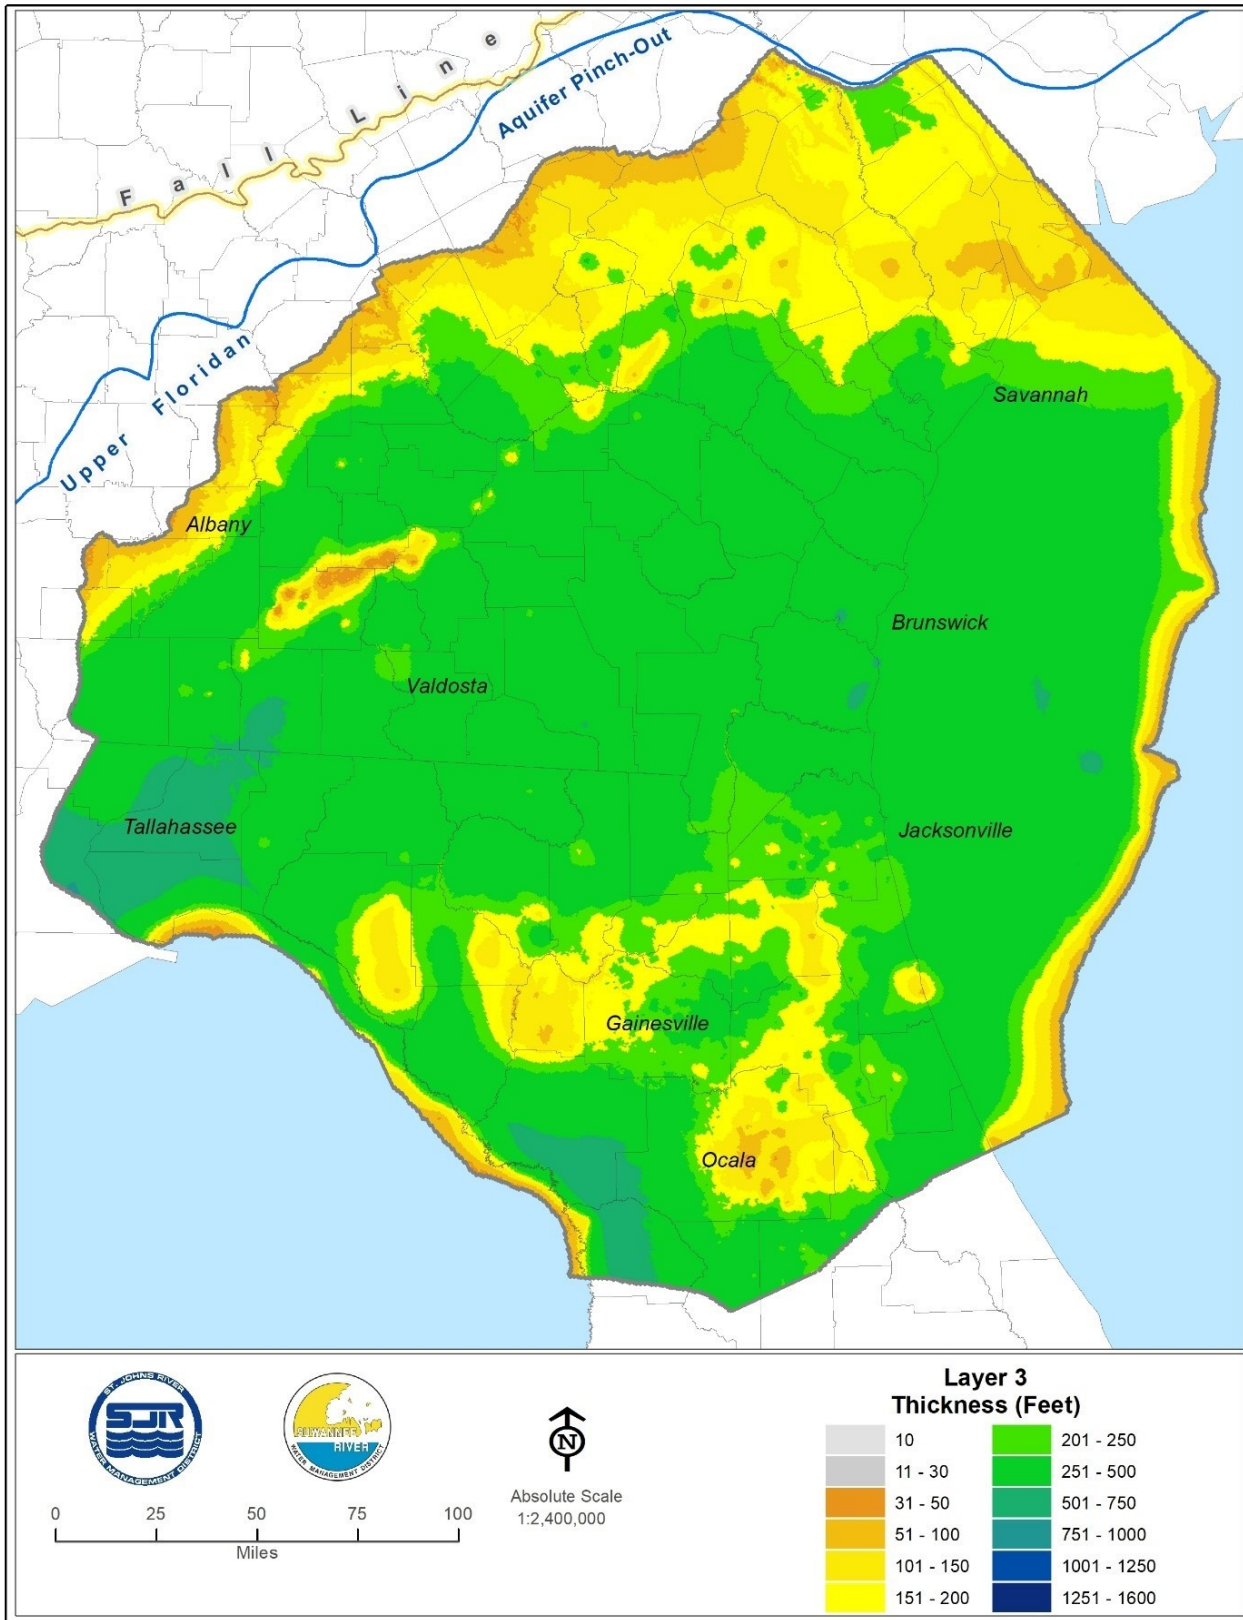 Fall Line
Aquifer Pinch-Out
Upper Floridan
Savannah
Albany
Brunswick
Valdosta
Tallahassee
Jacksonville
Gainesville
Ocala
ST. JOHNS RIVER
SJR
WATER MANAGEMENT DISTRICT
SUWANNEE
RIVER
WATER MANAGEMENT DISTRICT
N
Absolute Scale
1:2,400,000
0 25 50 75 100
Miles
Layer 3
Thickness (Feet)
10
11 - 30
31 - 50
51 - 100
101 - 150
151 - 200
201 - 250
251 - 500
501 - 750
751 - 1000
1001 - 1250
1251 - 1600